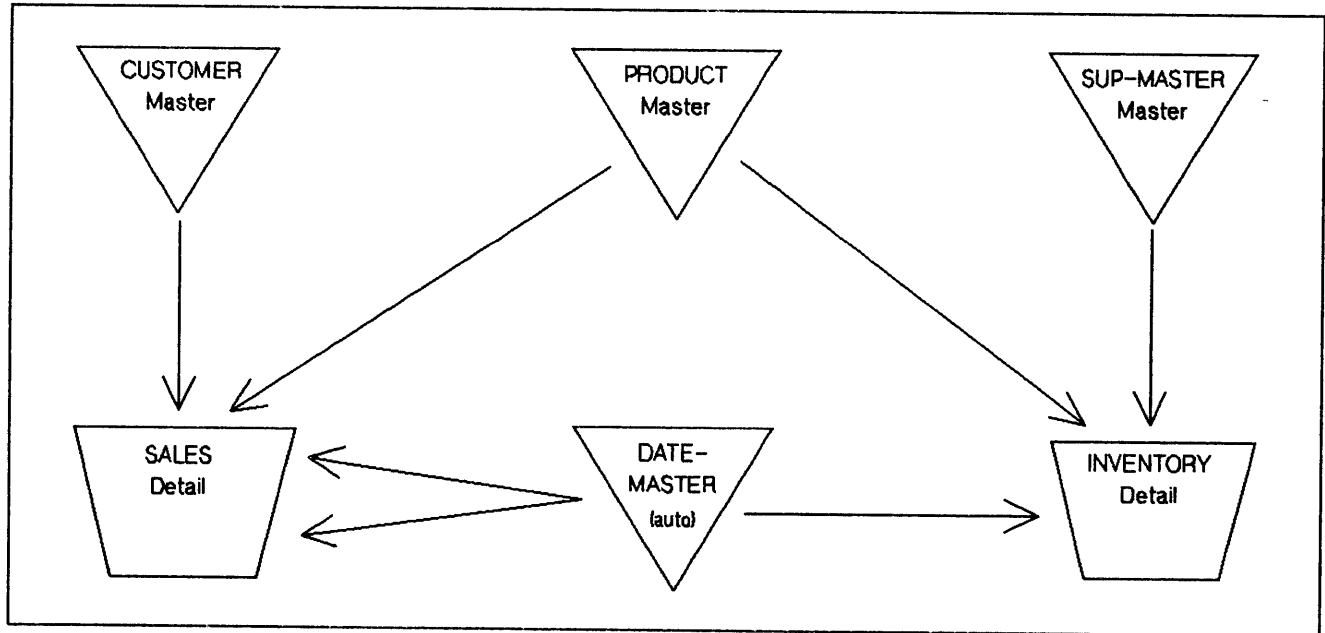 CUSTOMER
Master
PRODUCT
Master
SUP-MASTER
Master
SALES
Detail
DATE-
MASTER
(auto)
INVENTORY
Detail